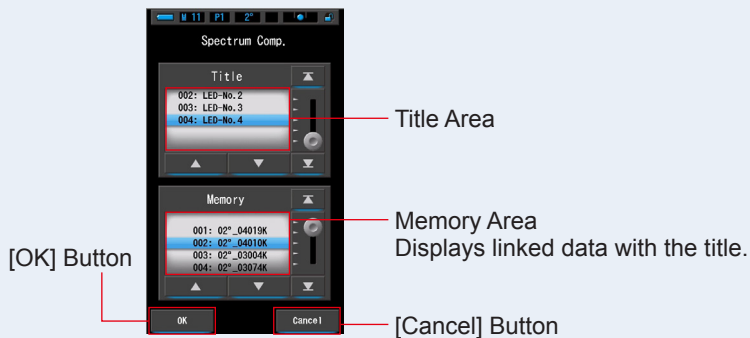 M 11 P1 2°
Spectrum Comp.
Title
002: LED-No.2
003: LED-No.3
004: LED-No.4
Title Area
Memory
001: 02°_04019K
002: 02°_04010K
003: 02°_03004K
004: 02°_03074K
Memory Area
Displays linked data with the title.
[OK] Button
OK
Cancel
[Cancel] Button